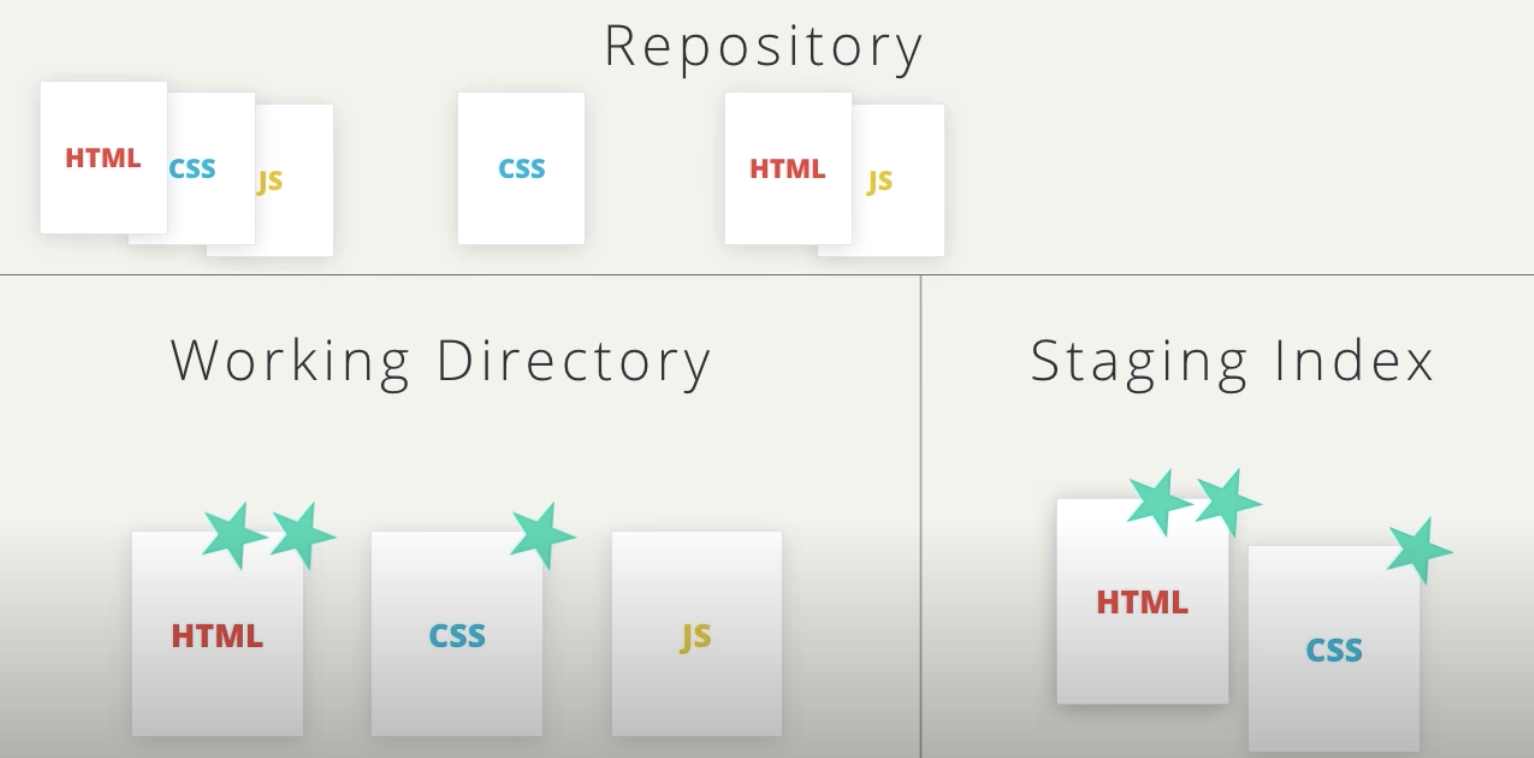 Repository
HTML CSS JS CSS HTML JS
Working Directory
Staging Index
HTML CSS JS
HTML CSS